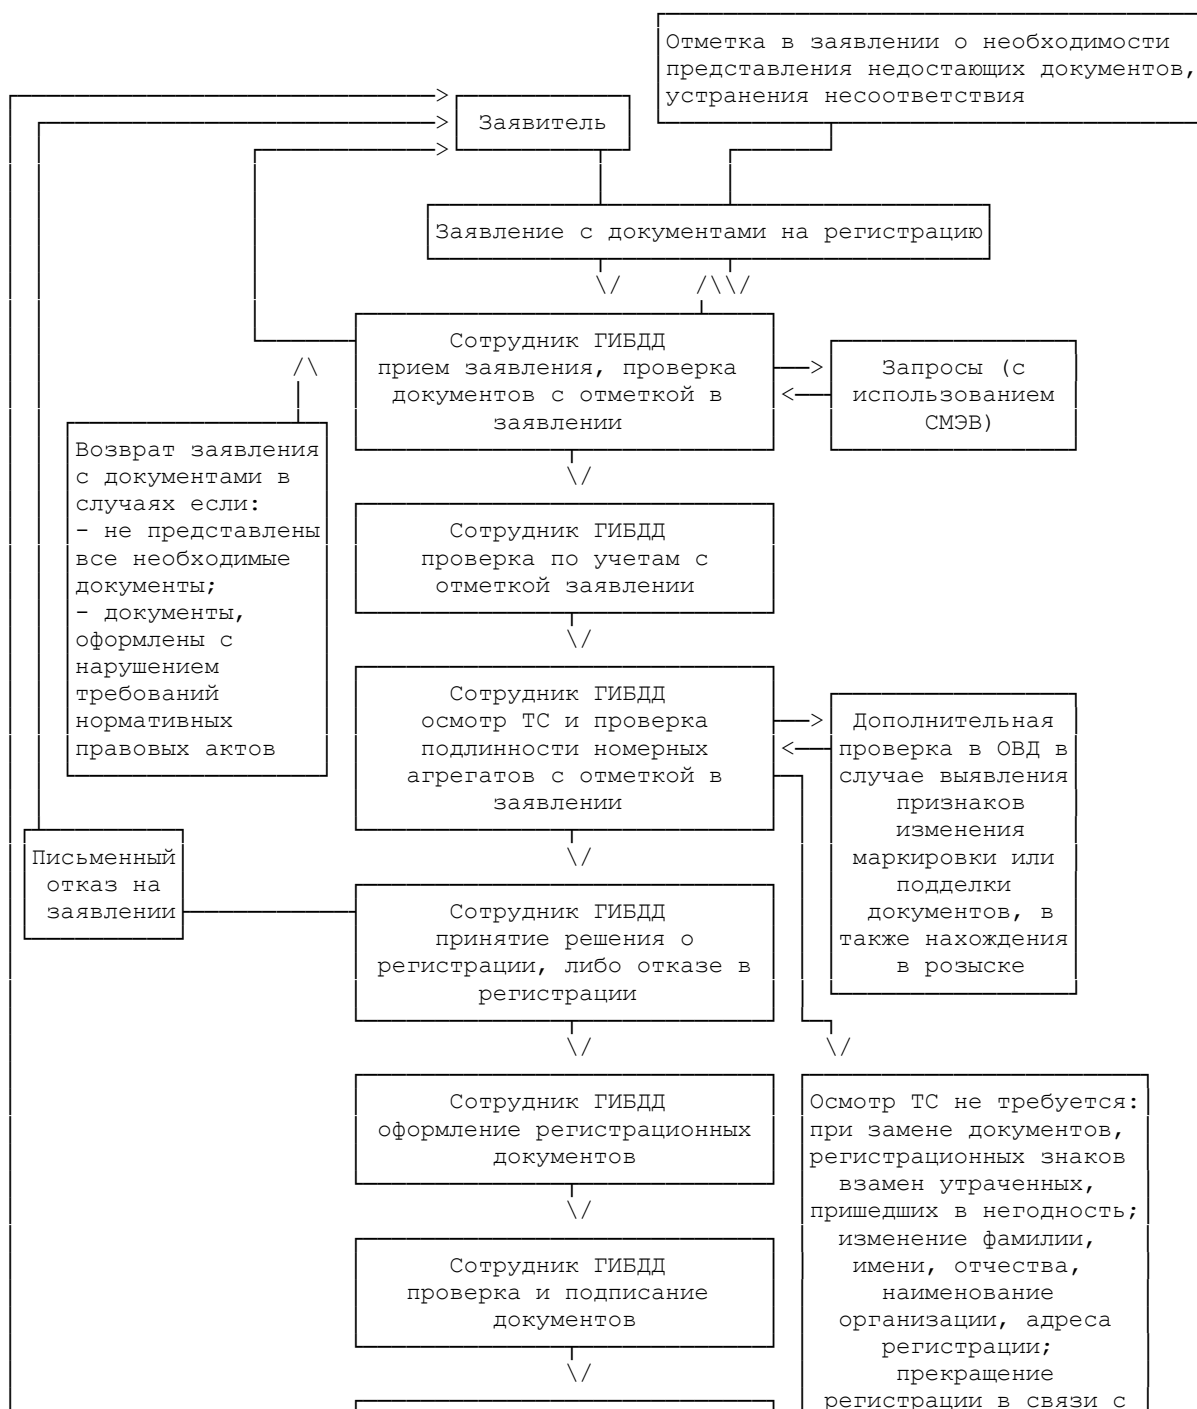 Отметка в заявлении о необходимости
представления недостающих документов,
устранения несоответствия
Заявитель
Заявление с документами на регистрацию
Сотрудник ГИБДД
прием заявления, проверка
документов с отметкой в
заявлении
Запросы (с
использованием
СМЭВ)
Возврат заявления
с документами в
случаях если:
- не представлены
все необходимые
документы;
- документы,
оформлены с
нарушением
требований
нормативных
правовых актов
Сотрудник ГИБДД
проверка по учетам с
отметкой заявлении
Сотрудник ГИБДД
осмотр ТС и проверка
подлинности номерных
агрегатов с отметкой в
заявлении
Дополнительная
проверка в ОВД в
случае выявления
признаков
изменения
маркировки или
подделки
документов, в
также нахождения
в розыске
Письменный
отказ на
заявлении
Сотрудник ГИБДД
принятие решения о
регистрации, либо отказе в
регистрации
Сотрудник ГИБДД
оформление регистрационных
документов
Осмотр ТС не требуется:
при замене документов,
регистрационных знаков
взамен утраченных,
пришедших в негодность;
изменение фамилии,
имени, отчества,
наименование
организации, адреса
регистрации;
прекращение
регистрации в связи с
Сотрудник ГИБДД
проверка и подписание
документов